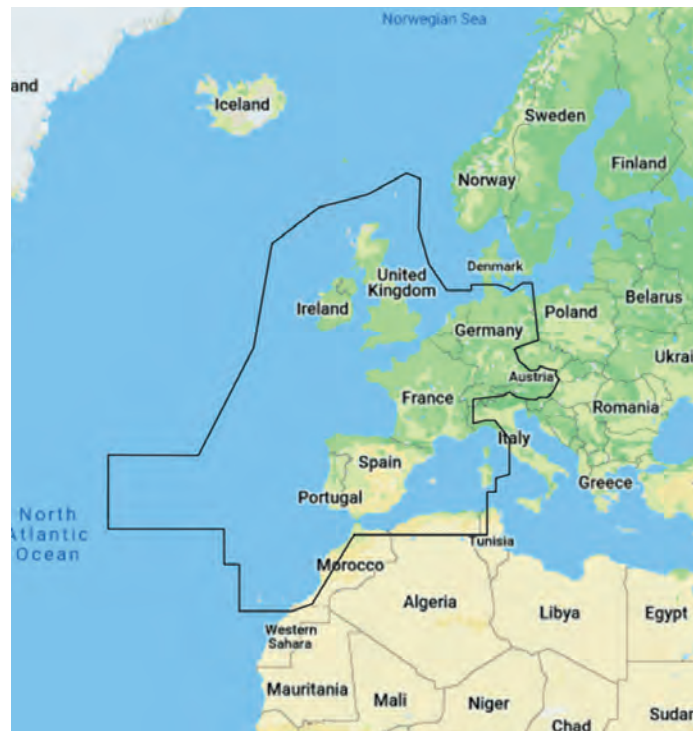 Norwegian Sea
and
Iceland
Sweden
Finland
Norway
Denmark
United
Kingdom
Ireland
Belarus
Poland
Germany
Ukrai
Austria
France
Romania
Italy
Spain
Greece
Portugal
North
Atlantic
Ocean
Tunisia
Morocco
Algeria
Libya
Egypt
Western
Sahara
Mauritania
Mali
Niger
Sudar
Chad